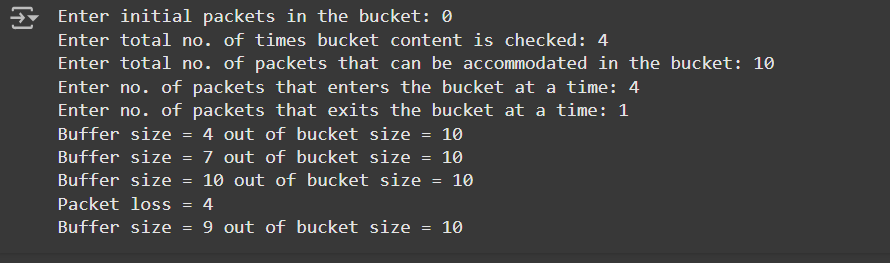 Enter initial packets in the bucket: 0
Enter total no. of times bucket content is checked: 4
Enter total no. of packets that can be accommodated in the bucket: 10
Enter no. of packets that enters the bucket at a time: 4
Enter no. of packets that exits the bucket at a time: 1
Buffer size = 4 out of bucket size = 10
Buffer size = 7 out of bucket size = 10
Buffer size = 10 out of bucket size = 10
Packet loss = 4
Buffer size = 9 out of bucket size = 10